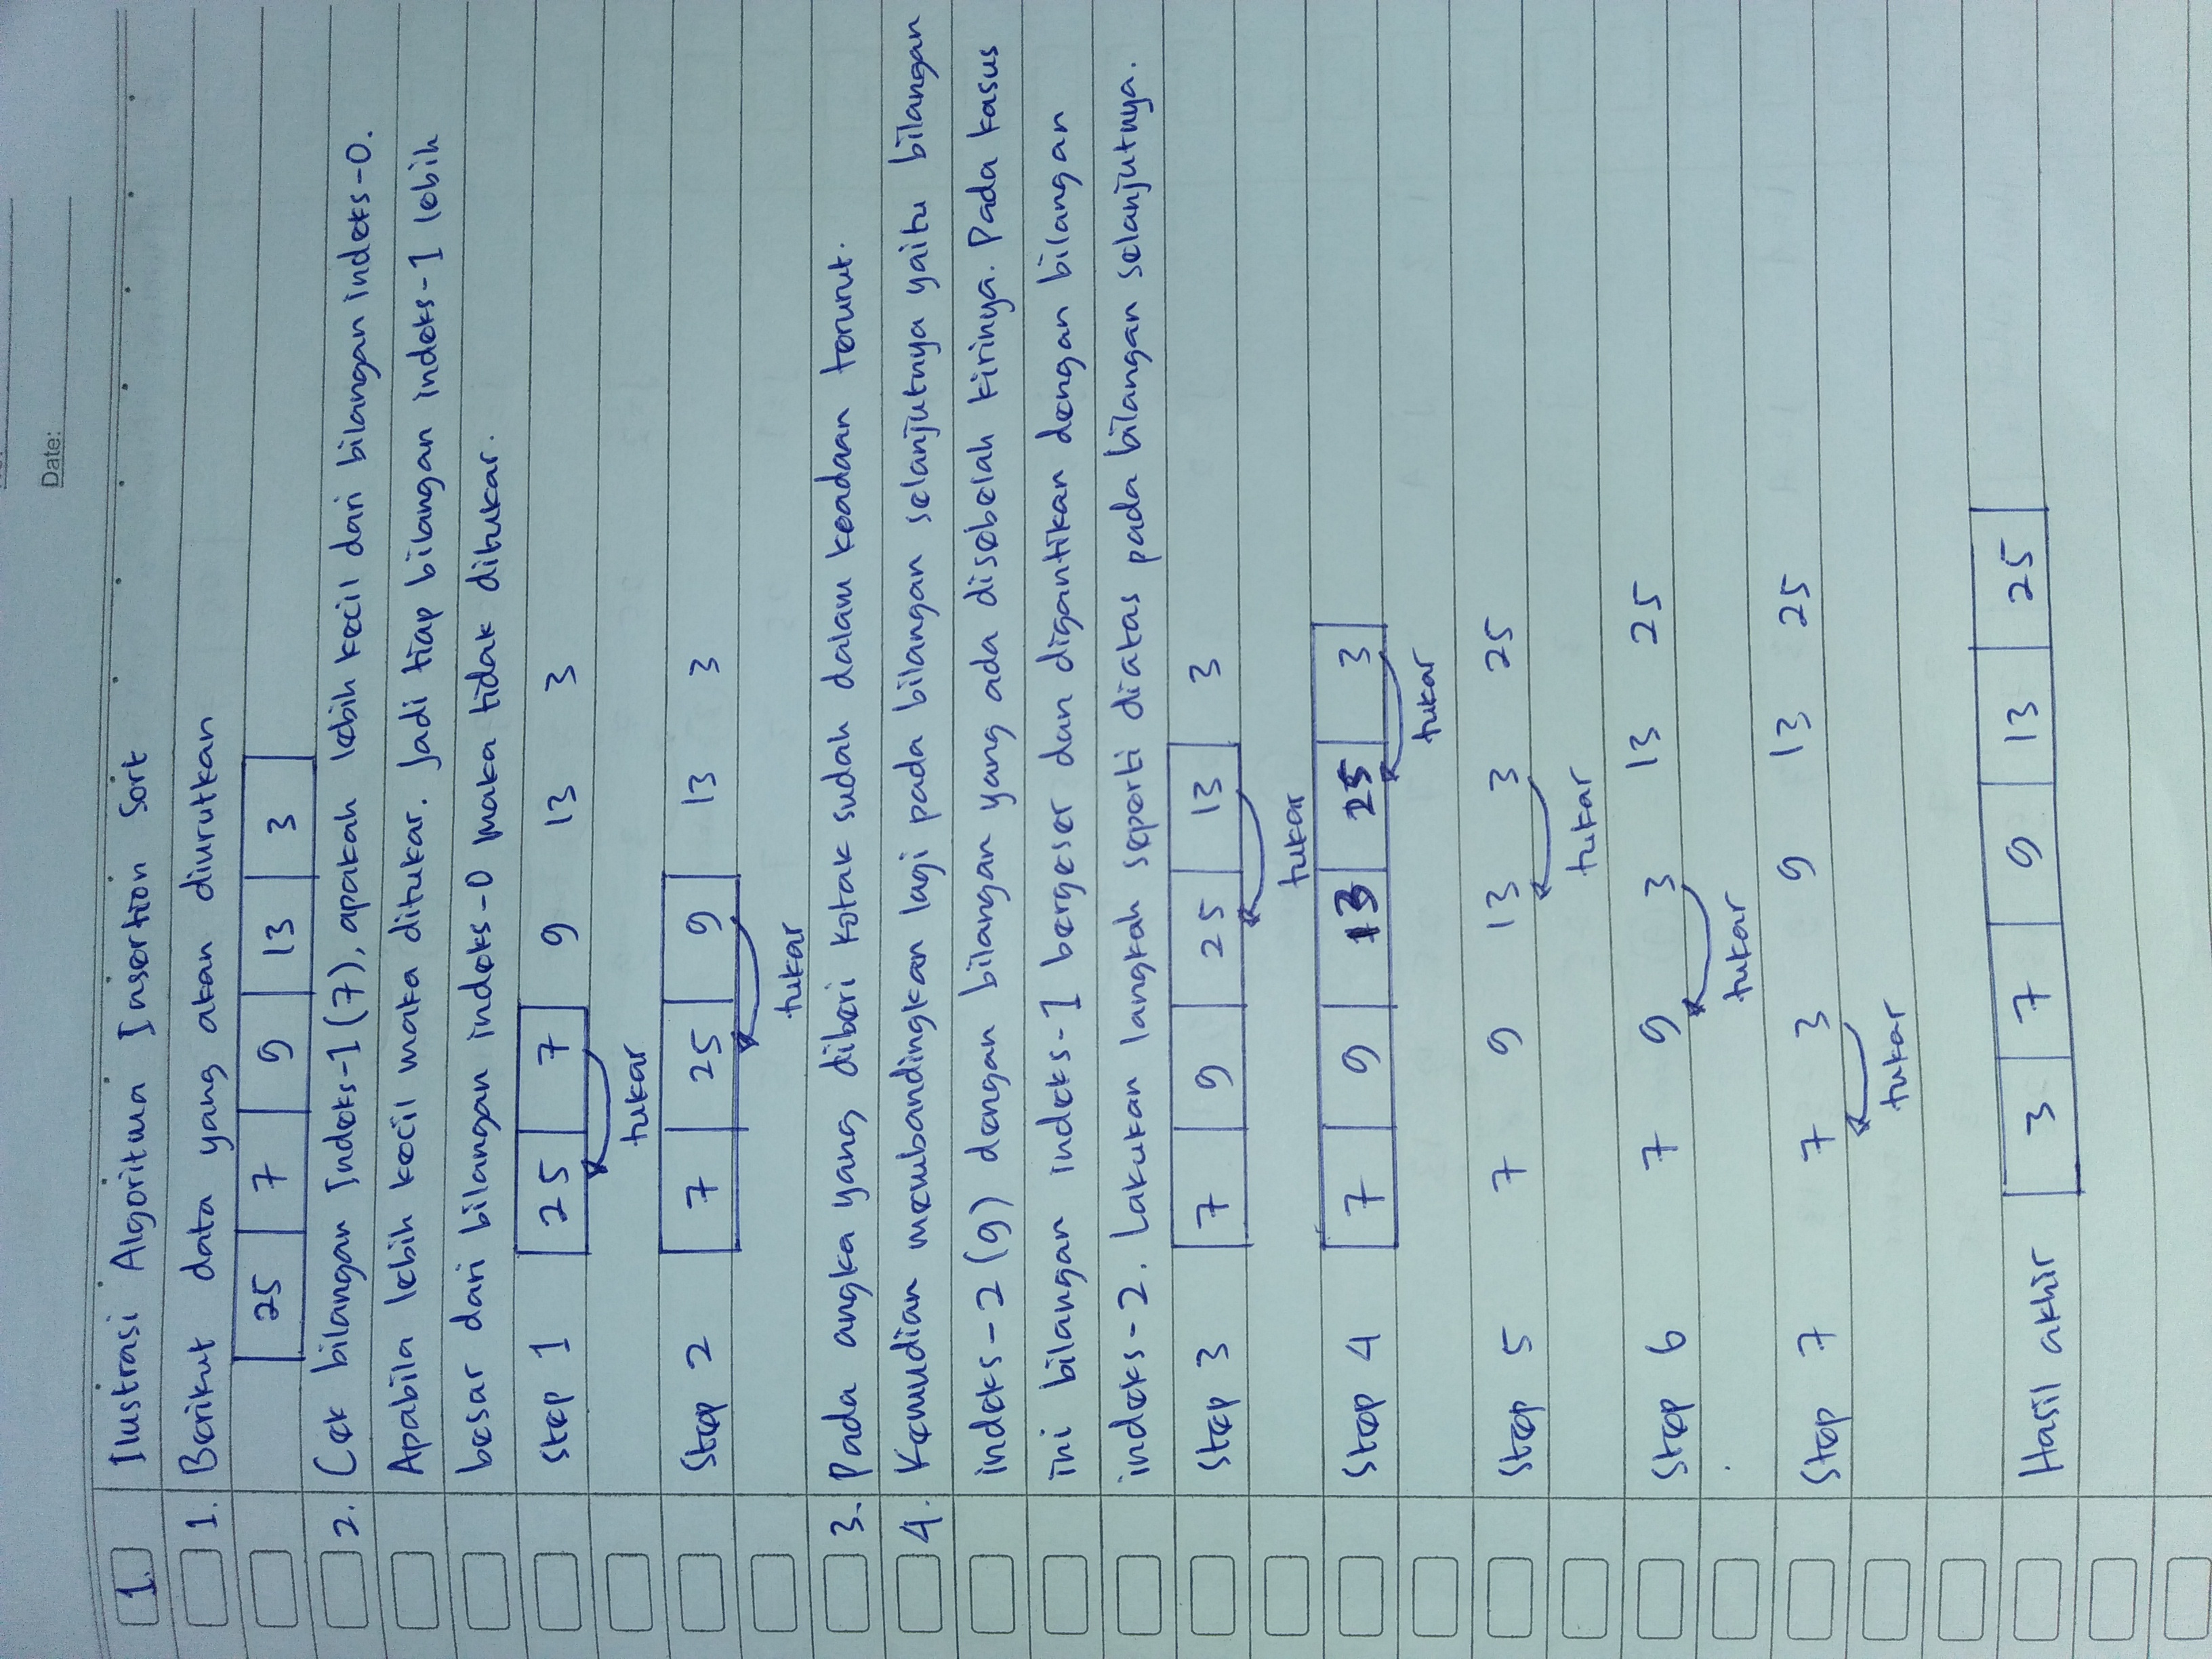 Date:
1. Ilustrasi Algoritma Insertion Sort
1. Berikut data yang akan diurutkan
25 7 9 13 3
2. Cek bilangan Indeks-1 (7), apakah lebih kecil dari bilangan indeks-0.
Apabila lebih kecil maka ditukar. Jadi tiap bilangan indeks-1 lebih
besar dari bilangan indeks-0 maka tidak ditukar.
Step 1 25 7 9 13 3
tukar
Step 2 7 25 9 13 3
tukar
3. Pada angka yang diberi kotak sudah dalam keadaan terurut.
4. Kemudian membandingkan lagi pada bilangan selanjutnya yaitu bilangan
indeks-2 (9) dengan bilangan yang ada disebelah kirinya. Pada kasus
ini bilangan indeks-1 bergeser dan digantikan dengan bilangan
indeks-2. Lakukan langkah seperti diatas pada bilangan selanjutnya.
Step 3 7 9 25 13 3
tukar
Step 4 7 9 13 25 3
tukar
Step 5 7 9 13 3 25
tukar
Step 6 7 9 3 13 25
tukar
Step 7 7 3 9 13 25
tukar
Hasil akhir 3 7 9 13 25